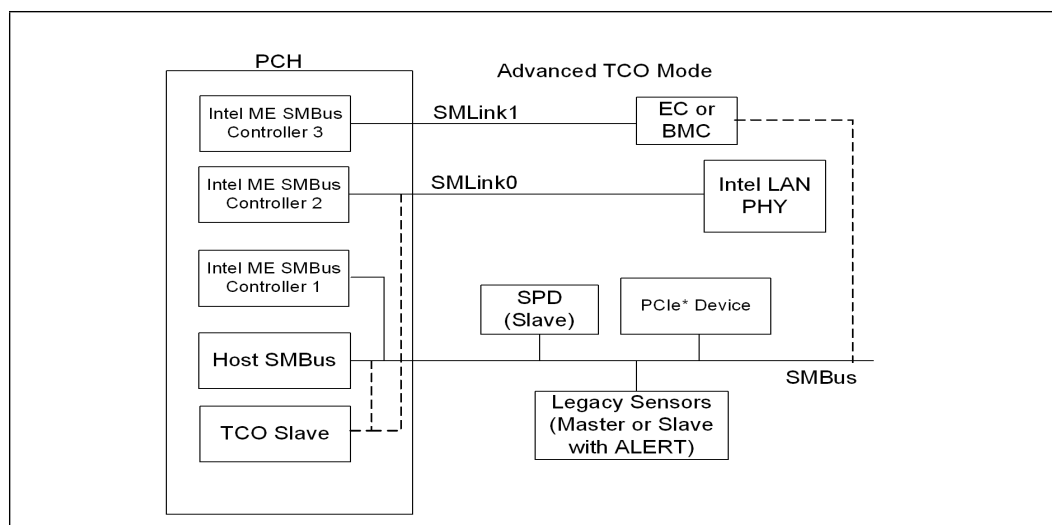 PCH
Advanced TCO Mode
Intel ME SMBus
Controller 3
SMLink1
EC or
BMC
Intel ME SMBus
Controller 2
SMLink0
Intel LAN
PHY
Intel ME SMBus
Controller 1
SPD
(Slave)
PCIe* Device
Host SMBus
SMBus
TCO Slave
Legacy Sensors
(Master or Slave
with ALERT)